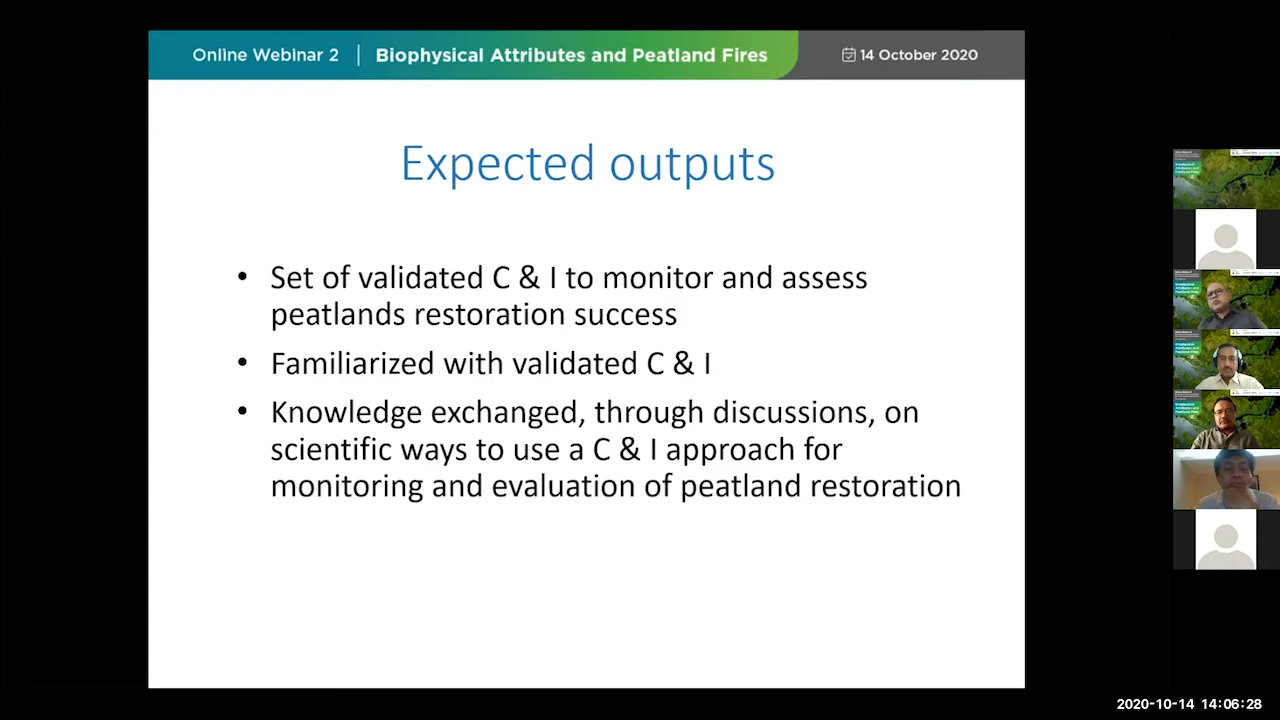 Online Webinar 2 | Biophysical Attributes and Peatland Fires
14 October 2020
Expected outputs
• Set of validated C & I to monitor and assess
peatlands restoration success
• Familiarized with validated C & I
• Knowledge exchanged, through discussions, on
scientific ways to use a C & I approach for
monitoring and evaluation of peatland restoration
2020-10-14 14:06:28